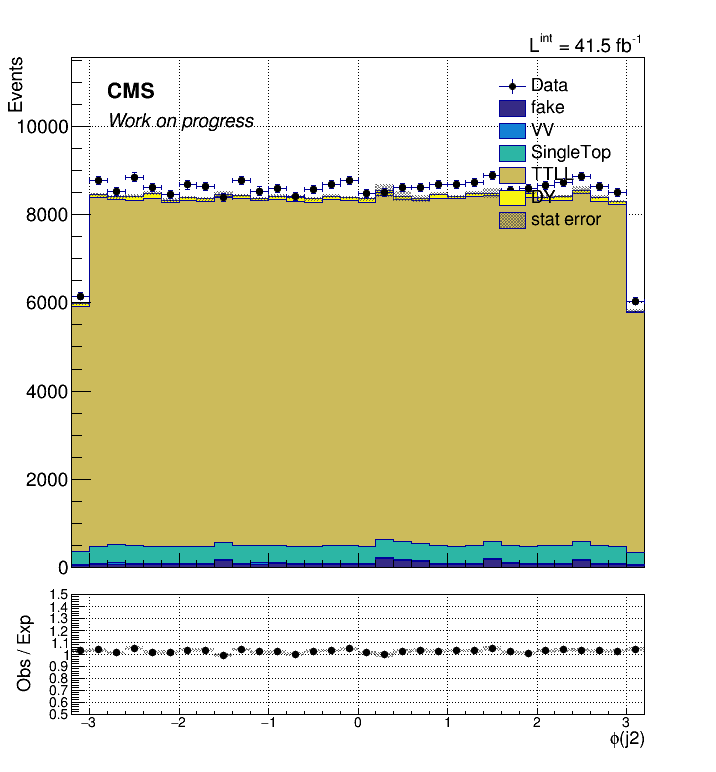 L^int = 41.5 fb^-1
Events
CMS
Work on progress
Data
fake
VV
SingleTop
TTLL
DY
stat error
10000
8000
6000
4000
2000
0
Obs / Exp
1.5
1.4
1.3
1.2
1.1
1
0.9
0.8
0.7
0.6
0.5
−3 −2 −1 0 1 2 3
ϕ(j2)